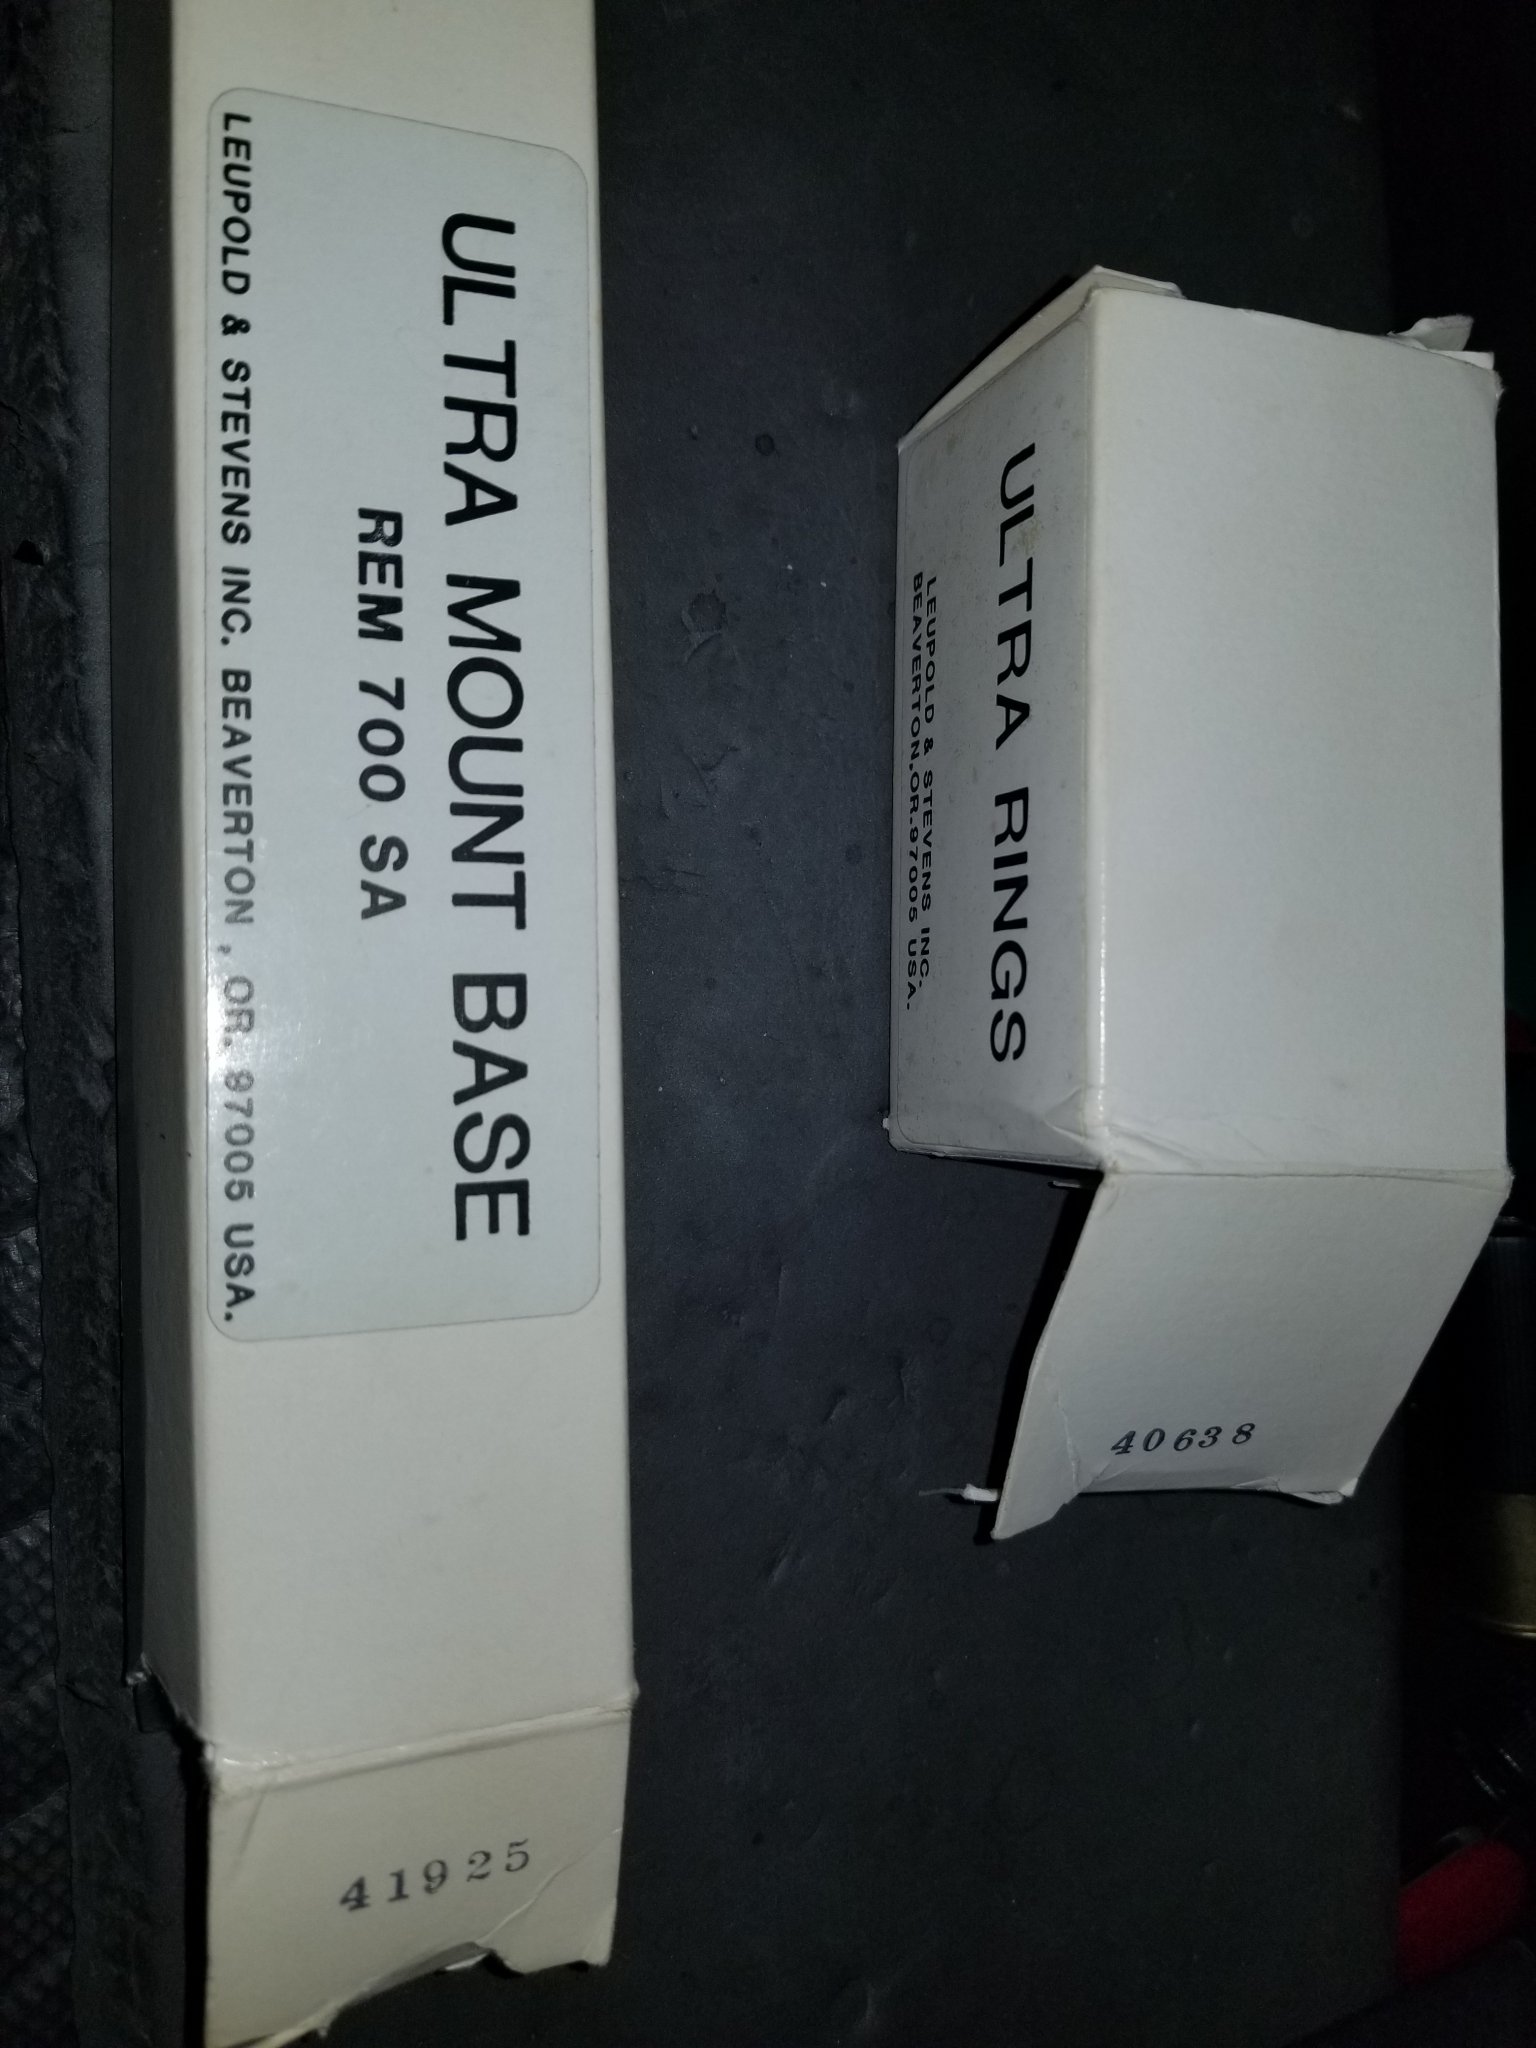 ULTRA MOUNT BASE
REM 700 SA
LEUPOLD & STEVENS INC. BEAVERTON, OR. 97005 USA.
41925
ULTRA RINGS
LEUPOLD & STEVENS INC.
BEAVERTON, OR. 97005 USA.
40638